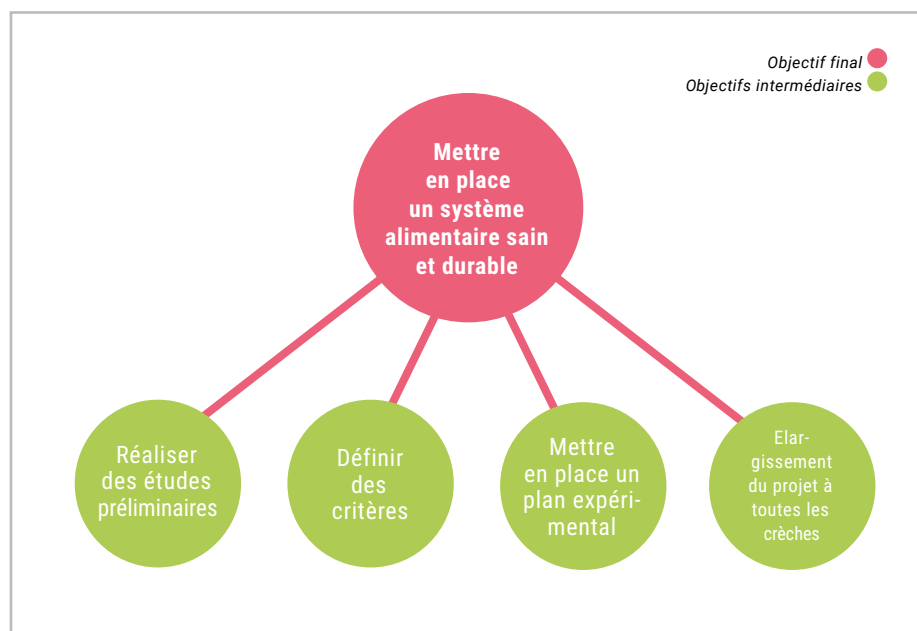 Objectif final
Objectifs intermédiaires
Mettre
en place
un système
alimentaire sain
et durable
Réaliser
des études
préliminaires
Définir
des
critères
Mettre
en place un
plan expéri-
mental
Elar-
gissement
du projet à
toutes les
crèches